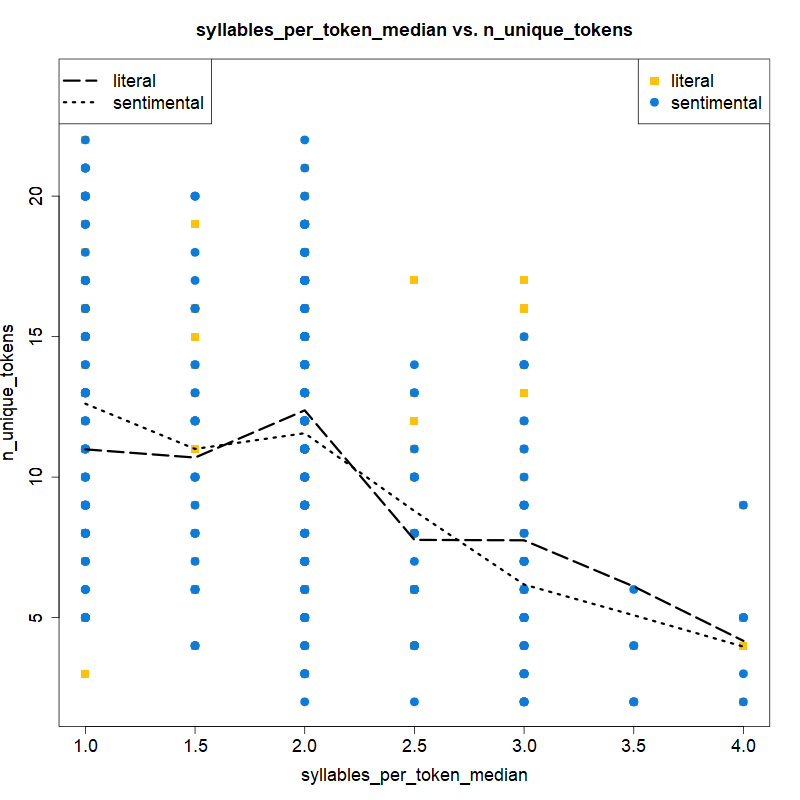 syllables_per_token_median vs. n_unique_tokens
literal
sentimental
literal
sentimental
n_unique_tokens
20
15
10
5
1.0 1.5 2.0 2.5 3.0 3.5 4.0
syllables_per_token_median